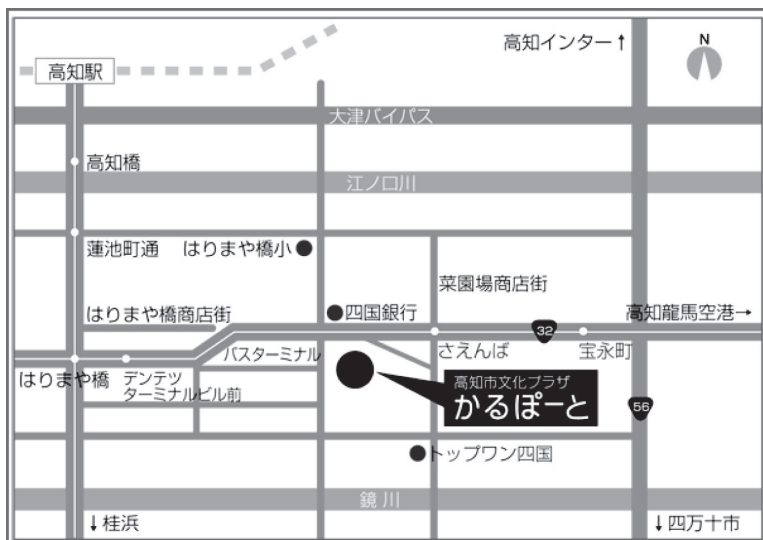 高知インター↑
N
高知駅
大津バイパス
高知橋
江ノ口川
蓮池町通
はりまや橋小
菜園場商店街
はりまや橋商店街
四国銀行
高知龍馬空港→
32
バスターミナル
さえんば
宝永町
はりまや橋
デンテツ
ターミナルビル前
高知市文化プラザ
かるぽーと
56
トップワン四国
鏡川
↓桂浜
↓四万十市